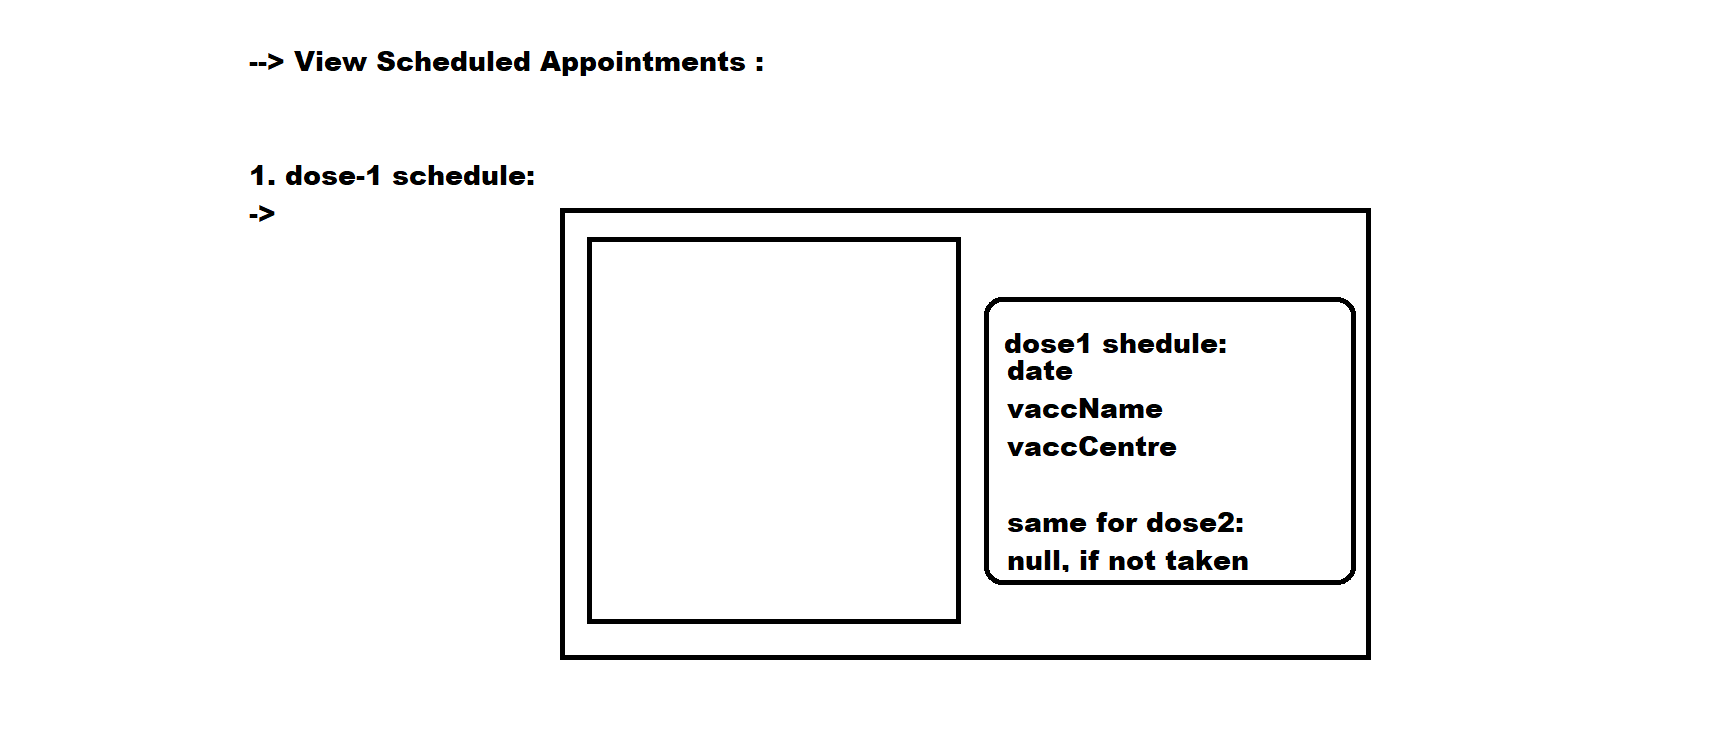 --> View Scheduled Appointments :
1. dose-1 schedule:
->
dose1 shedule:
date
vaccName
vaccCentre
same for dose2:
null, if not taken